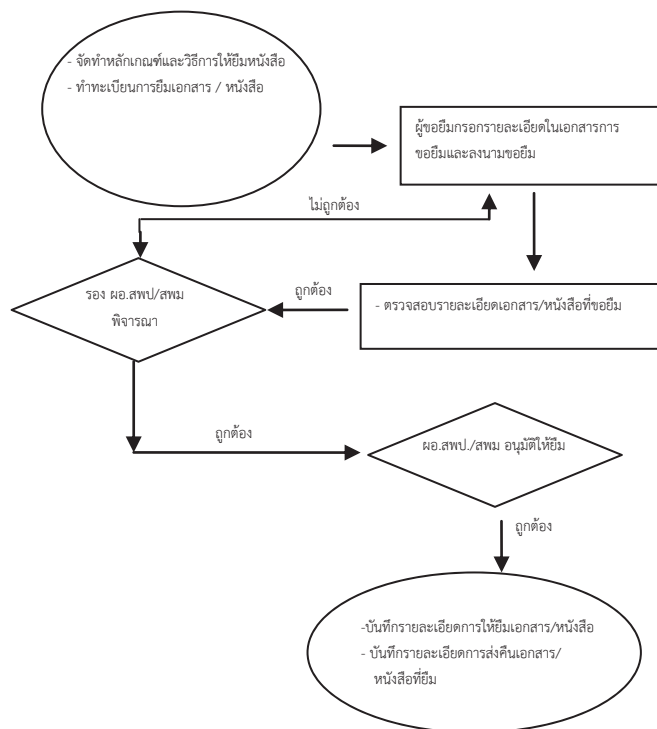 - จัดทำหลักเกณฑ์และวิธีการให้ยืมหนังสือ
- ทำทะเบียนการยืมเอกสาร / หนังสือ
ผู้ขอยืมกรอกรายละเอียดในเอกสารการ
ขอยืมและลงนามขอยืม
ไม่ถูกต้อง
รอง ผอ.สพป/สพม
พิจารณา
ถูกต้อง
- ตรวจสอบรายละเอียดเอกสาร/หนังสือที่ขอยืม
ถูกต้อง
ผอ.สพป./สพม อนุมัติให้ยืม
ถูกต้อง
-บันทึกรายละเอียดการให้ยืมเอกสาร/หนังสือ
- บันทึกรายละเอียดการส่งคืนเอกสาร/
หนังสือที่ยืม